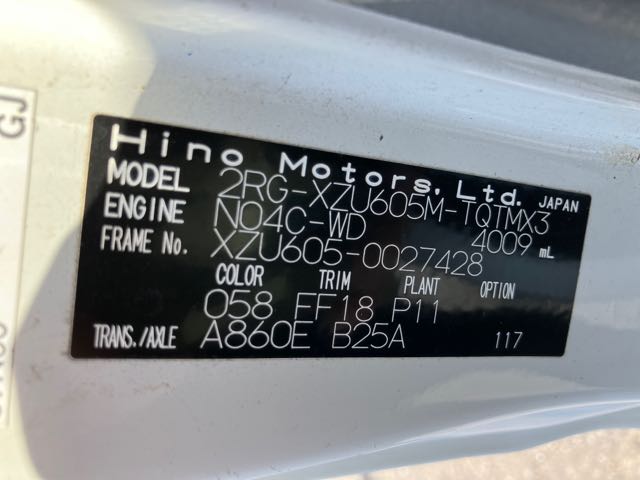 Hino Motors, Ltd. JAPAN
MODEL 2RG-XZU605M-TQTMX3
ENGINE N04C-WD 4009 mL
FRAME No. XZU605-0027428
COLOR TRIM PLANT OPTION
058 FF18 P11
TRANS./AXLE A860E B25A 117
GJ